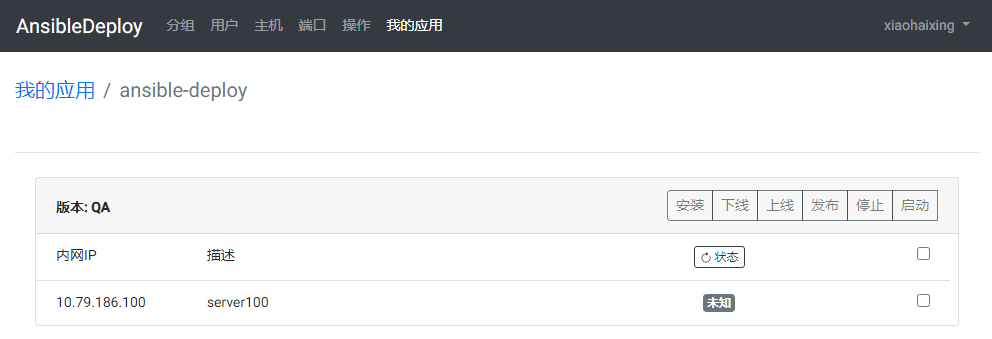 AnsibleDeploy 分组 用户 主机 端口 操作 我的应用 xiaohaixing
我的应用 / ansible-deploy
版本: QA 安装 下线 上线 发布 停止 启动
内网IP 描述 状态
10.79.186.100 server100 未知